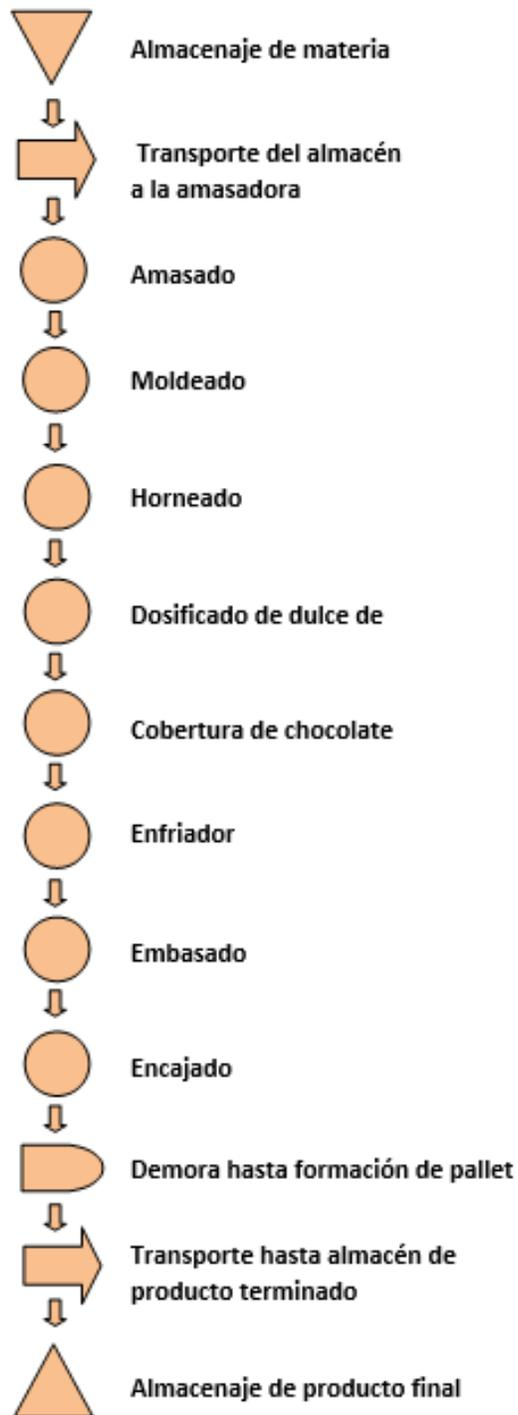 Almacenaje de materia
Transporte del almacén
a la amasadora
Amasado
Moldeado
Horneado
Dosificado de dulce de
Cobertura de chocolate
Enfriador
Embasado
Encajado
Demora hasta formación de pallet
Transporte hasta almacén de
producto terminado
Almacenaje de producto final